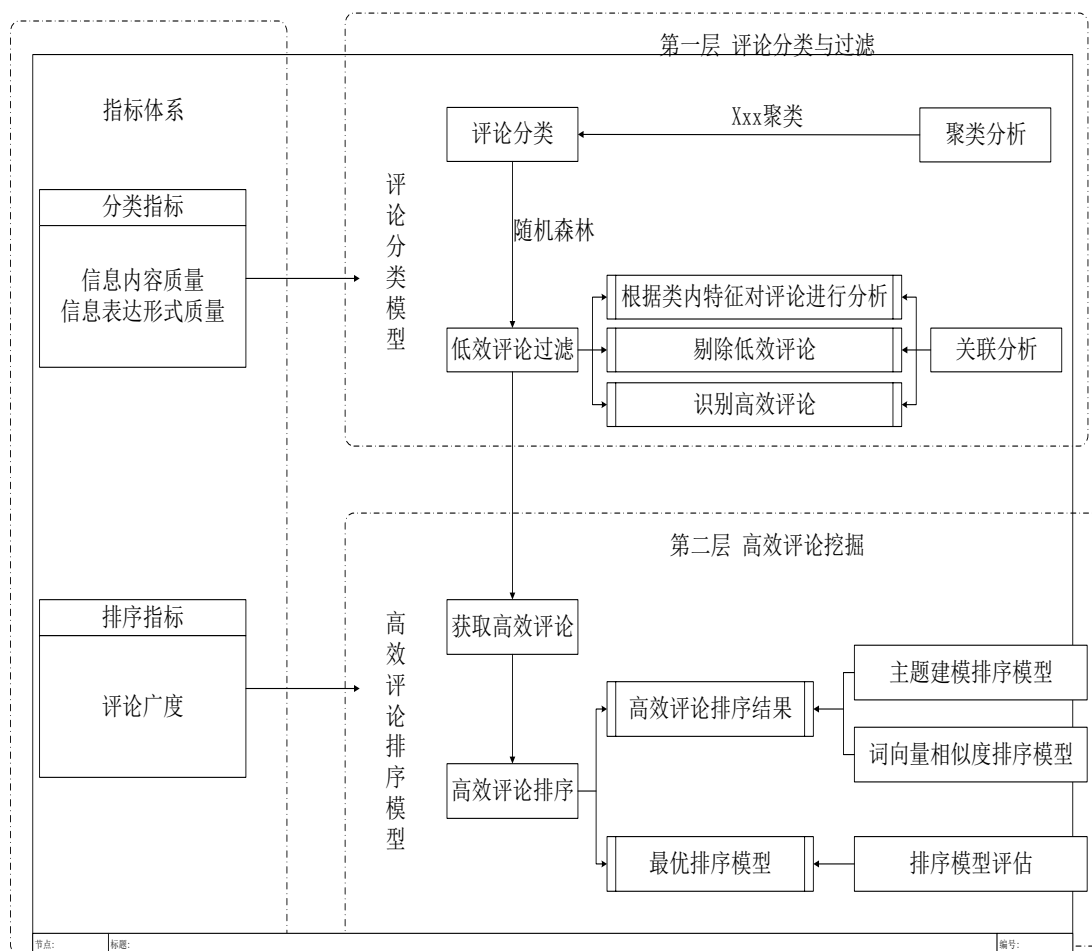 第一层 评论分类与过滤
指标体系
分类指标
信息内容质量
信息表达形式质量
评论分类模型
评论分类
Xxx聚类
聚类分析
随机森林
低效评论过滤
根据类内特征对评论进行分析
剔除低效评论
识别高效评论
关联分析
第二层 高效评论挖掘
排序指标
评论广度
高效评论排序模型
获取高效评论
高效评论排序
高效评论排序结果
主题建模排序模型
词向量相似度排序模型
最优排序模型
排序模型评估
节点:
标题:
编号: